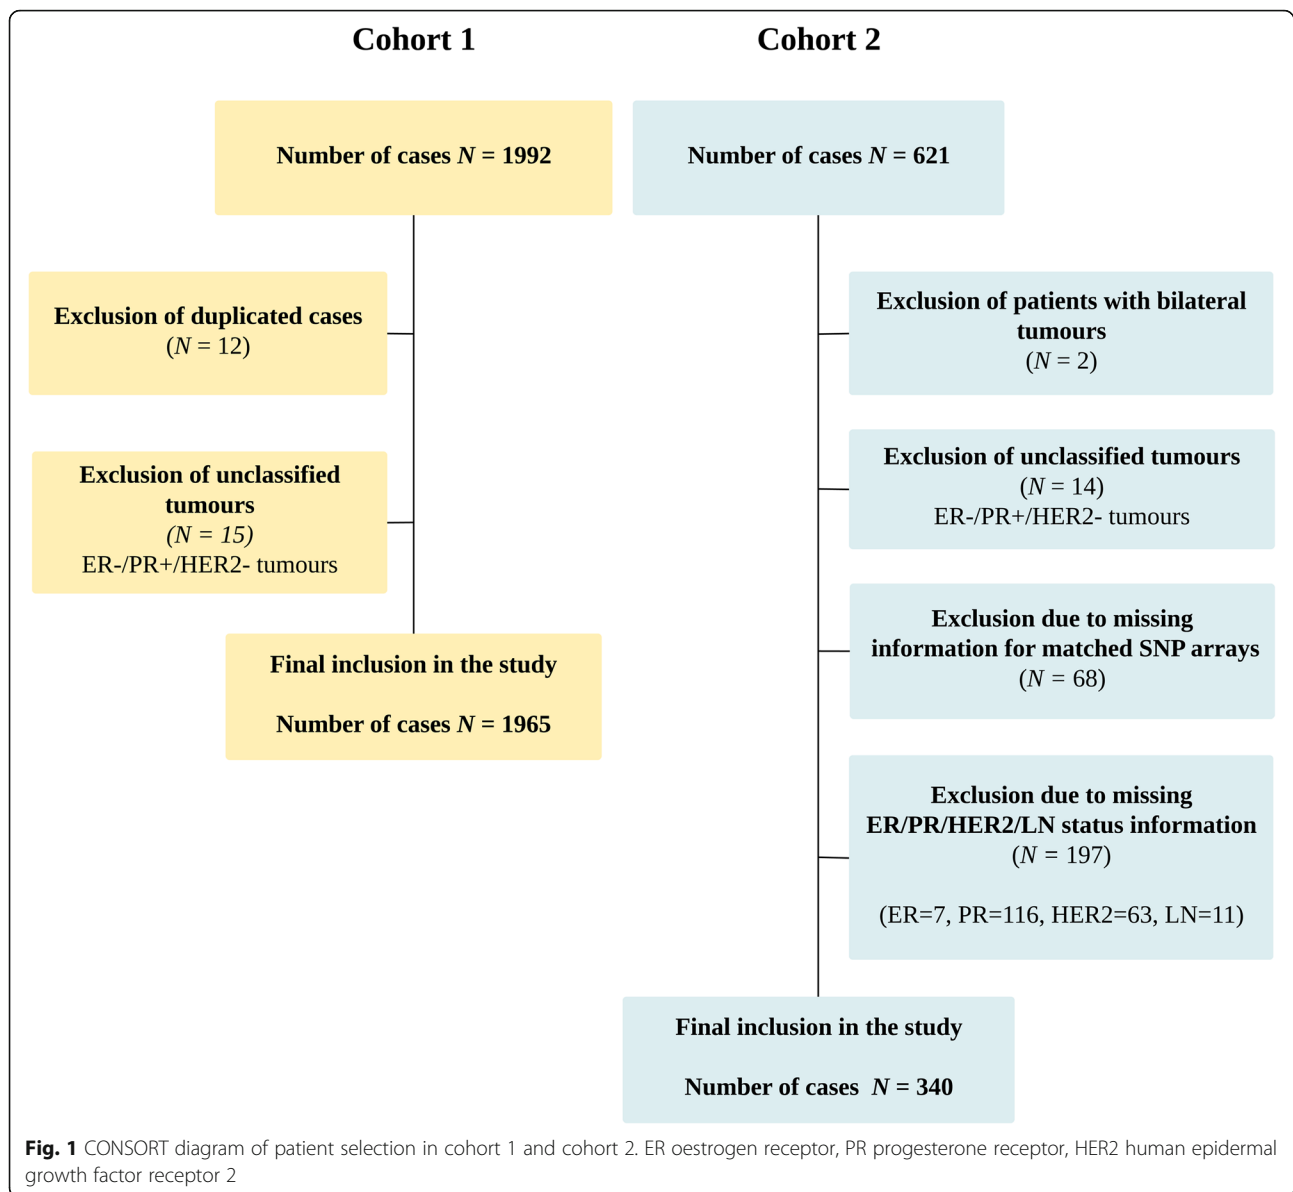 Cohort 1
Cohort 2
Number of cases N = 1992
Number of cases N = 621
Exclusion of duplicated cases
(N = 12)
Exclusion of unclassified
tumours
(N = 15)
ER-/PR+/HER2- tumours
Final inclusion in the study
Number of cases N = 1965
Exclusion of patients with bilateral
tumours
(N = 2)
Exclusion of unclassified tumours
(N = 14)
ER-/PR+/HER2- tumours
Exclusion due to missing
information for matched SNP arrays
(N = 68)
Exclusion due to missing
ER/PR/HER2/LN status information
(N = 197)
(ER=7, PR=116, HER2=63, LN=11)
Final inclusion in the study
Number of cases N = 340
Fig. 1 CONSORT diagram of patient selection in cohort 1 and cohort 2. ER oestrogen receptor, PR progesterone receptor, HER2 human epidermal
growth factor receptor 2